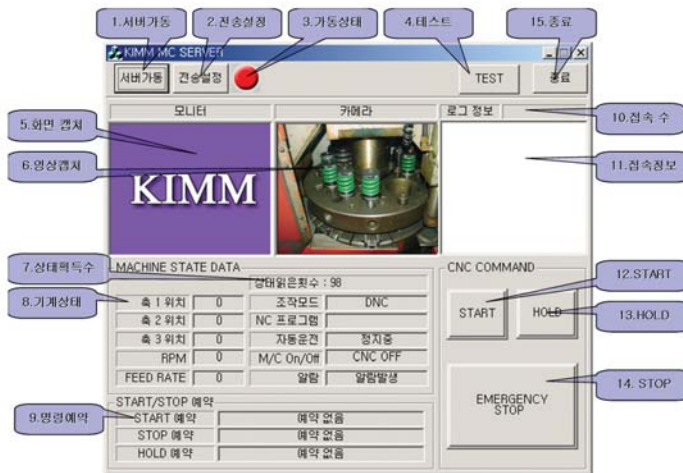 1.서버가동
2.전송설정
3.가동상태
4.테스트
15.종료
KIMM MC SERVER
서버가동
전송설정
TEST
종료
모니터
카메라
로그 정보
10.접속 수
5.화면 캡쳐
6.영상캡쳐
KIMM
11.접속정보
7.상태획득수
MACHINE STATE DATA
상태읽은횟수 : 98
CNC COMMAND
12.START
8.기계상태
축 1 위치 0 조작모드 DNC
축 2 위치 0 NC 프로그램
축 3 위치 0 자동운전 정지중
RPM 0 M/C On/Off CNC OFF
FEED RATE 0 알람 알람발생
START
HOLD
13.HOLD
14. STOP
EMERGENCY
STOP
START/STOP 예약
9.명령예약
START 예약 예약 없음
STOP 예약 예약 없음
HOLD 예약 예약 없음